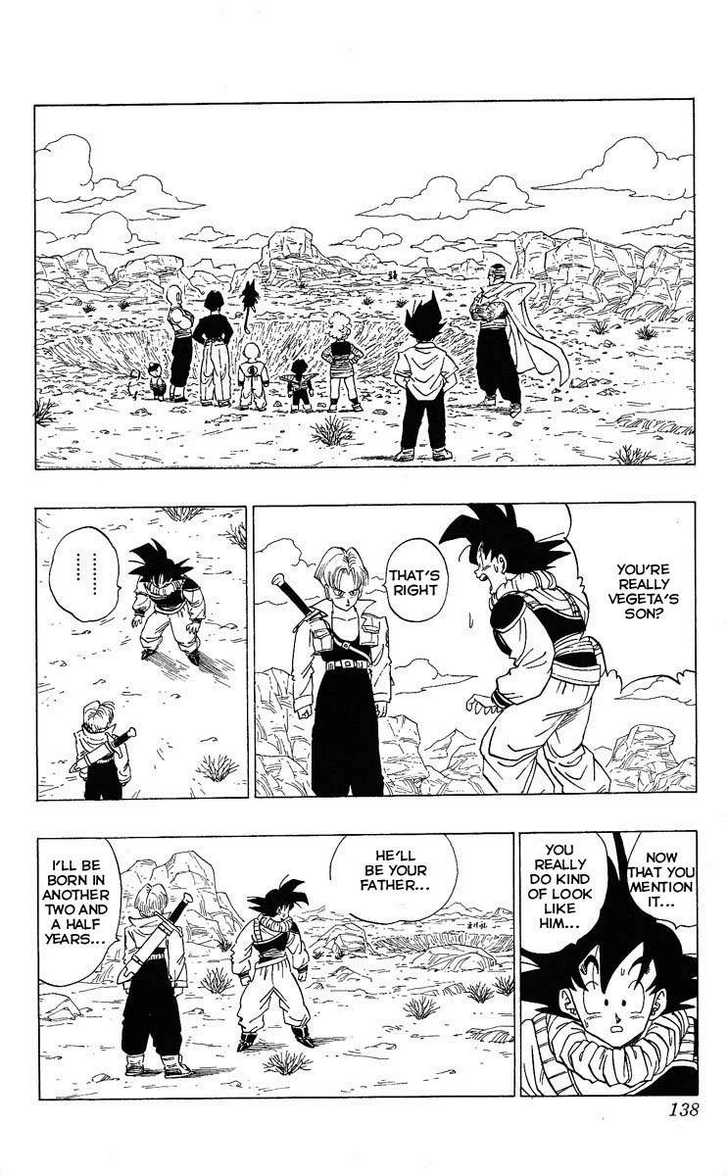 YOU'RE
REALLY
VEGETA'S
SON?
THAT'S
RIGHT
........
NOW
THAT YOU
MENTION
IT...
YOU
REALLY
DO KIND
OF LOOK
LIKE
HIM...
HE'LL
BE YOUR
FATHER...
I'LL BE
BORN IN
ANOTHER
TWO AND
A HALF
YEARS...
138